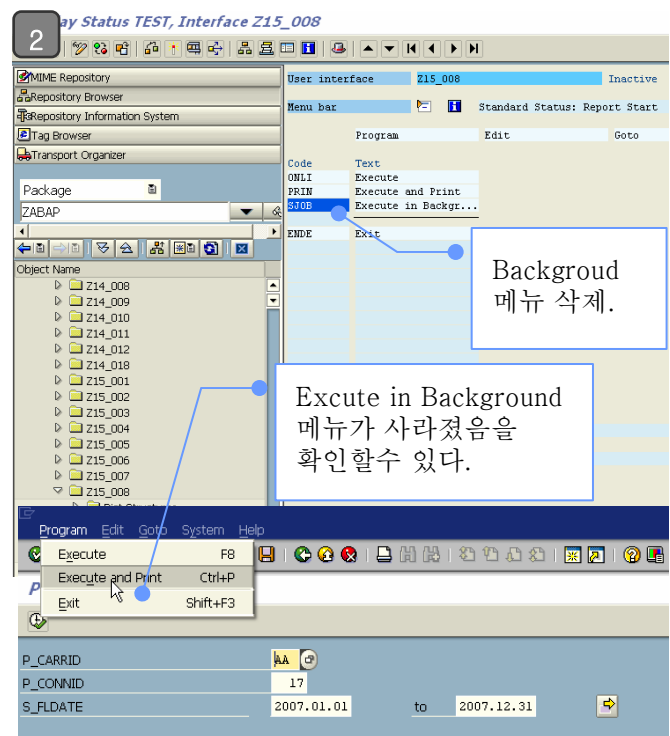 ay Status TEST, Interface Z15_008
2
MIME Repository
Repository Browser
Repository Information System
Tag Browser
Transport Organizer
Package
ZABAP
Object Name
Z14_008
Z14_009
Z14_010
Z14_011
Z14_012
Z14_018
Z15_001
Z15_002
Z15_003
Z15_004
Z15_005
Z15_006
Z15_007
Z15_008
User interface Z15_008 Inactive
Menu bar Standard Status: Report Start
Program Edit Goto
Code Text
ONLI Execute
PRIN Execute and Print
SJOB Execute in Backgr...
ENDE Exit
Backgroud
메뉴 삭제.
Excute in Background
메뉴가 사라졌음을
확인할수 있다.
Program Edit Goto System Help
Execute F8
Execute and Print Ctrl+P
Exit Shift+F3
P
P_CARRID AA
P_CONNID 17
S_FLDATE 2007.01.01 to 2007.12.31